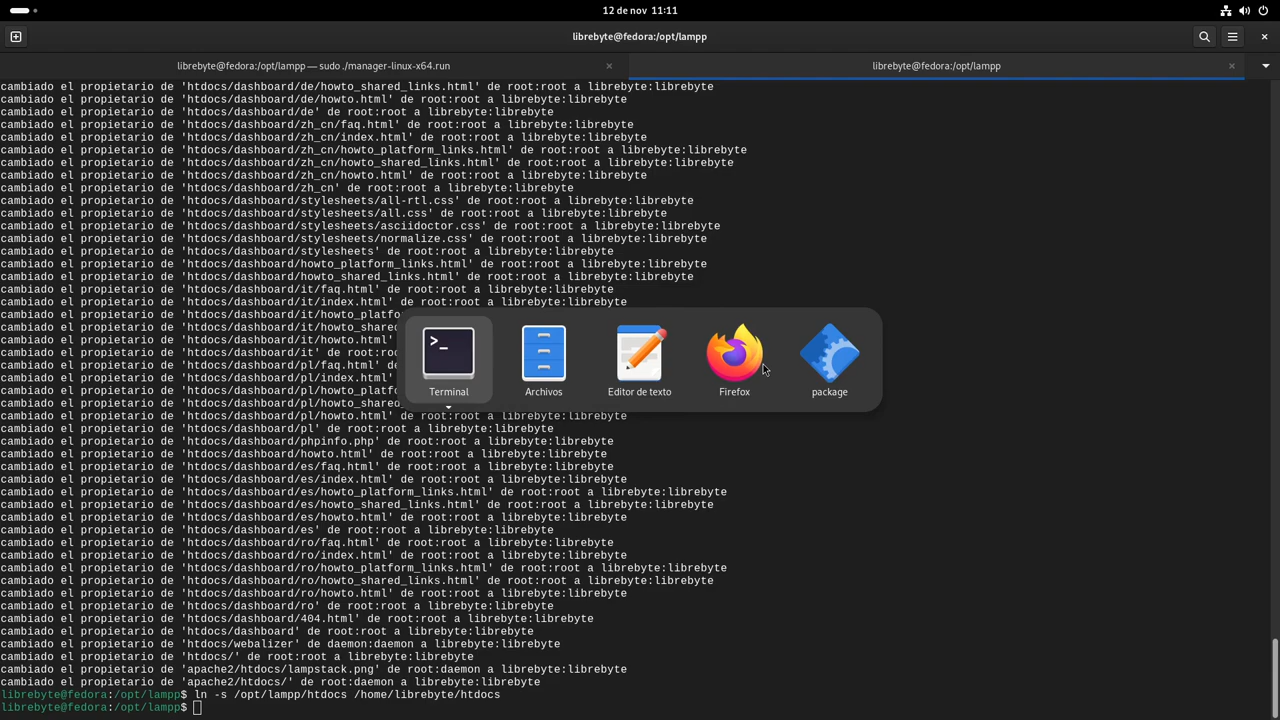 12 de nov 11:11
librebyte@fedora:/opt/lampp
librebyte@fedora:/opt/lampp — sudo ./manager-linux-x64.run
librebyte@fedora:/opt/lampp
cambiado el propietario de 'htdocs/dashboard/de/howto_shared_links.html' de root:root a librebyte:librebyte
cambiado el propietario de 'htdocs/dashboard/de/howto.html' de root:root a librebyte:librebyte
cambiado el propietario de 'htdocs/dashboard/de' de root:root a librebyte:librebyte
cambiado el propietario de 'htdocs/dashboard/zh_cn/faq.html' de root:root a librebyte:librebyte
cambiado el propietario de 'htdocs/dashboard/zh_cn/index.html' de root:root a librebyte:librebyte
cambiado el propietario de 'htdocs/dashboard/zh_cn/howto_platform_links.html' de root:root a librebyte:librebyte
cambiado el propietario de 'htdocs/dashboard/zh_cn/howto_shared_links.html' de root:root a librebyte:librebyte
cambiado el propietario de 'htdocs/dashboard/zh_cn/howto.html' de root:root a librebyte:librebyte
cambiado el propietario de 'htdocs/dashboard/zh_cn' de root:root a librebyte:librebyte
cambiado el propietario de 'htdocs/dashboard/stylesheets/all-rtl.css' de root:root a librebyte:librebyte
cambiado el propietario de 'htdocs/dashboard/stylesheets/all.css' de root:root a librebyte:librebyte
cambiado el propietario de 'htdocs/dashboard/stylesheets/asciidoctor.css' de root:root a librebyte:librebyte
cambiado el propietario de 'htdocs/dashboard/stylesheets/normalize.css' de root:root a librebyte:librebyte
cambiado el propietario de 'htdocs/dashboard/stylesheets' de root:root a librebyte:librebyte
cambiado el propietario de 'htdocs/dashboard/howto_platform_links.html' de root:root a librebyte:librebyte
cambiado el propietario de 'htdocs/dashboard/howto_shared_links.html' de root:root a librebyte:librebyte
cambiado el propietario de 'htdocs/dashboard/it/faq.html' de root:root a librebyte:librebyte
cambiado el propietario de 'htdocs/dashboard/it/index.html' de root:root a librebyte:librebyte
cambiado el propietario de 'htdocs/dashboard/it/howto_platfo
cambiado el propietario de 'htdocs/dashboard/it/howto_share
cambiado el propietario de 'htdocs/dashboard/it/howto.html'
cambiado el propietario de 'htdocs/dashboard/it' de root:roo
cambiado el propietario de 'htdocs/dashboard/pl/faq.html' de
cambiado el propietario de 'htdocs/dashboard/pl/index.html'
cambiado el propietario de 'htdocs/dashboard/pl/howto_platfo
cambiado el propietario de 'htdocs/dashboard/pl/howto_share
Terminal
Archivos
Editor de texto
Firefox
package
cambiado el propietario de 'htdocs/dashboard/pl/howto.html' de root:root a librebyte:librebyte
cambiado el propietario de 'htdocs/dashboard/pl' de root:root a librebyte:librebyte
cambiado el propietario de 'htdocs/dashboard/phpinfo.php' de root:root a librebyte:librebyte
cambiado el propietario de 'htdocs/dashboard/howto.html' de root:root a librebyte:librebyte
cambiado el propietario de 'htdocs/dashboard/es/faq.html' de root:root a librebyte:librebyte
cambiado el propietario de 'htdocs/dashboard/es/index.html' de root:root a librebyte:librebyte
cambiado el propietario de 'htdocs/dashboard/es/howto_platform_links.html' de root:root a librebyte:librebyte
cambiado el propietario de 'htdocs/dashboard/es/howto_shared_links.html' de root:root a librebyte:librebyte
cambiado el propietario de 'htdocs/dashboard/es/howto.html' de root:root a librebyte:librebyte
cambiado el propietario de 'htdocs/dashboard/es' de root:root a librebyte:librebyte
cambiado el propietario de 'htdocs/dashboard/ro/faq.html' de root:root a librebyte:librebyte
cambiado el propietario de 'htdocs/dashboard/ro/index.html' de root:root a librebyte:librebyte
cambiado el propietario de 'htdocs/dashboard/ro/howto_platform_links.html' de root:root a librebyte:librebyte
cambiado el propietario de 'htdocs/dashboard/ro/howto_shared_links.html' de root:root a librebyte:librebyte
cambiado el propietario de 'htdocs/dashboard/ro/howto.html' de root:root a librebyte:librebyte
cambiado el propietario de 'htdocs/dashboard/ro' de root:root a librebyte:librebyte
cambiado el propietario de 'htdocs/dashboard/404.html' de root:root a librebyte:librebyte
cambiado el propietario de 'htdocs/dashboard' de root:root a librebyte:librebyte
cambiado el propietario de 'htdocs/webalizer' de daemon:daemon a librebyte:librebyte
cambiado el propietario de 'htdocs/' de root:root a librebyte:librebyte
cambiado el propietario de 'apache2/htdocs/lampstack.png' de root:daemon a librebyte:librebyte
cambiado el propietario de 'apache2/htdocs/' de root:daemon a librebyte:librebyte
librebyte@fedora:/opt/lampp$ ln -s /opt/lampp/htdocs /home/librebyte/htdocs
librebyte@fedora:/opt/lampp$